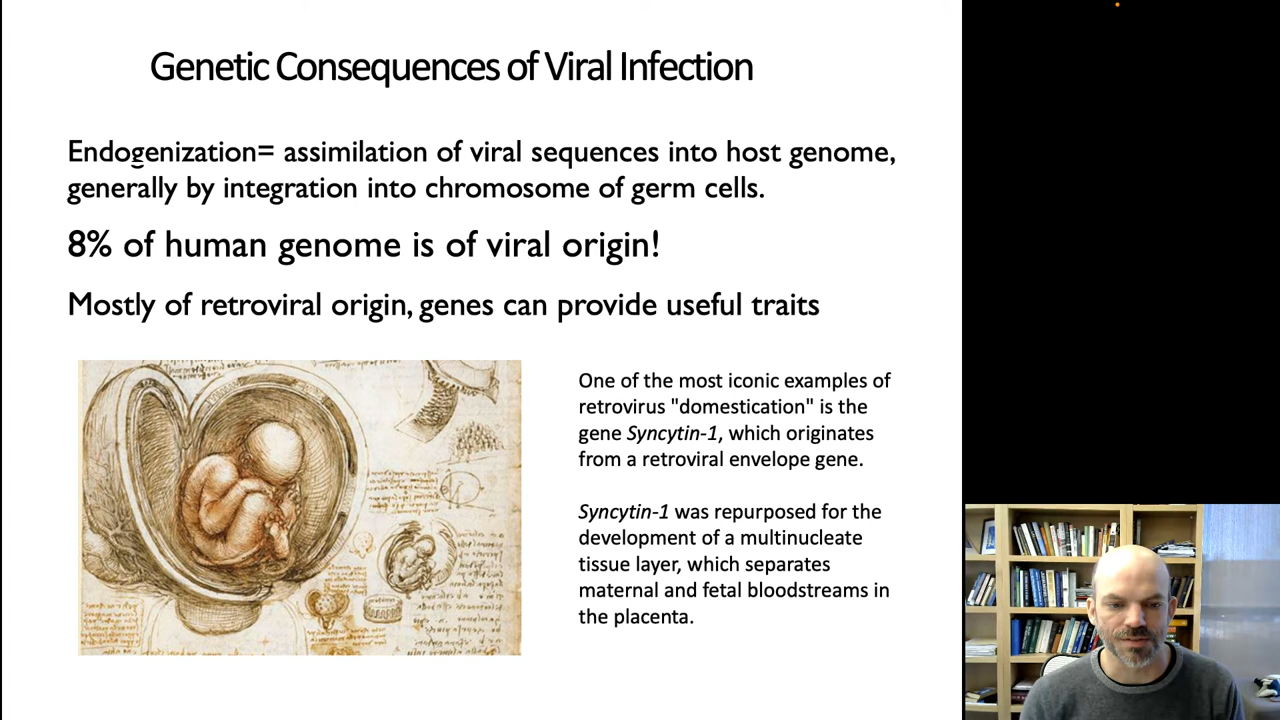 Genetic Consequences of Viral Infection
Endogenization= assimilation of viral sequences into host genome,
generally by integration into chromosome of germ cells.
8% of human genome is of viral origin!
Mostly of retroviral origin, genes can provide useful traits
One of the most iconic examples of
retrovirus "domestication" is the
gene Syncytin-1, which originates
from a retroviral envelope gene.
Syncytin-1 was repurposed for the
development of a multinucleate
tissue layer, which separates
maternal and fetal bloodstreams in
the placenta.